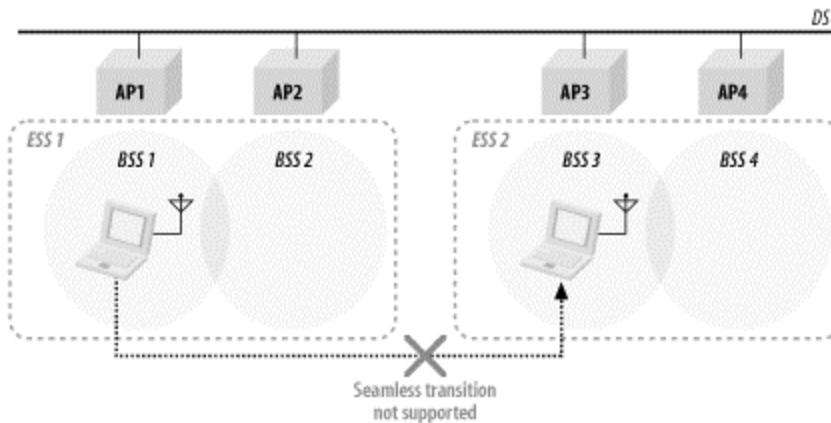 DS
AP1
AP2
AP3
AP4
ESS 1
BSS 1
BSS 2
ESS 2
BSS 3
BSS 4
Seamless transition
not supported